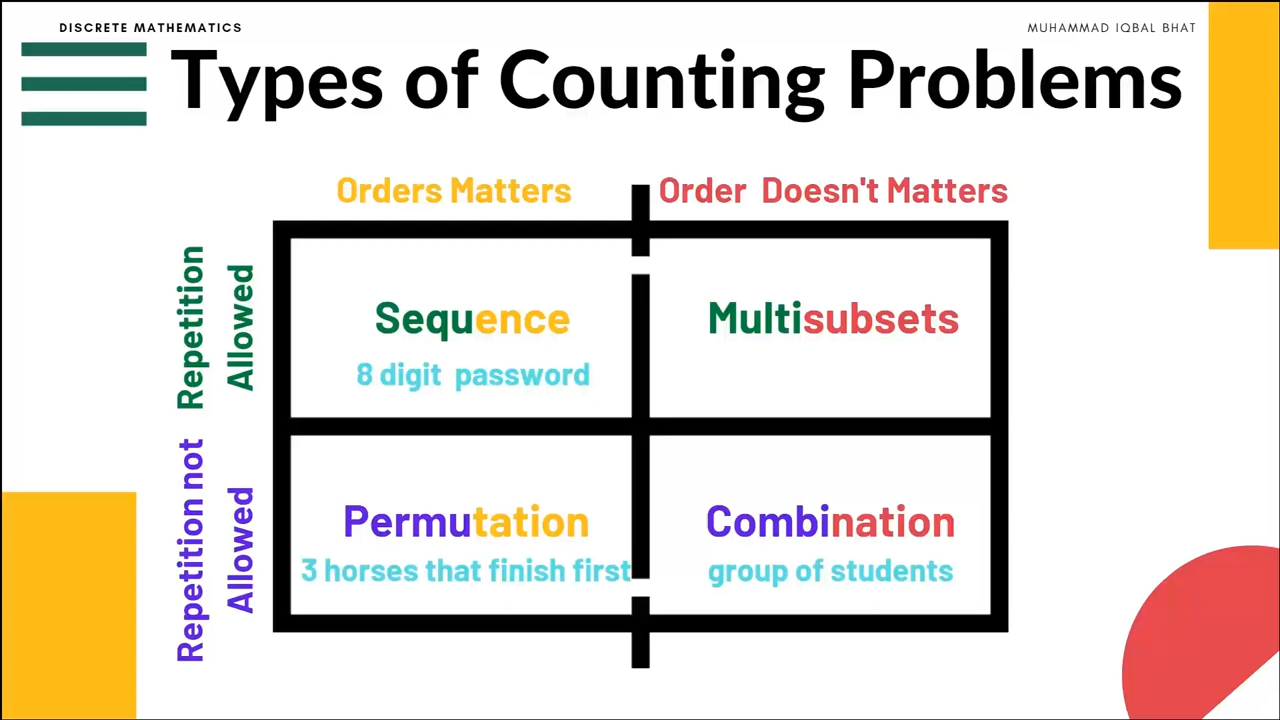 DISCRETE MATHEMATICS
MUHAMMAD IQBAL BHAT
Types of Counting Problems
Orders Matters
Order Doesn't Matters
Repetition
Allowed
Sequence
8 digit password
Multisubsets
Repetition not
Allowed
Permutation
3 horses that finish first
Combination
group of students